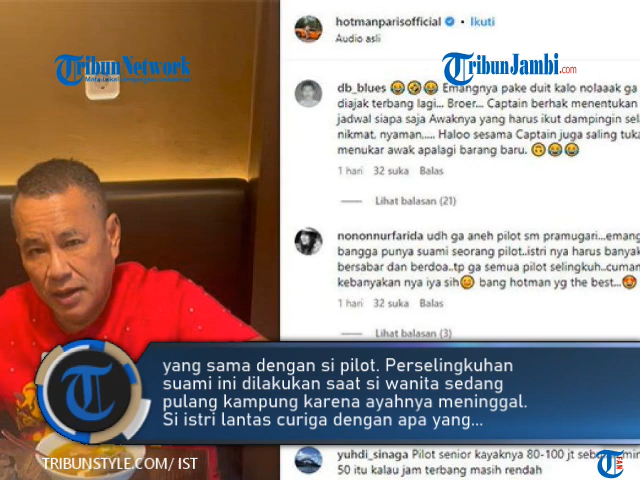 Tribun Network
hotmanparisofficial • Ikuti
Audio asli
TribunJambi.com
db_blues 😂🤣😂 Emangnya pake duit kalo nolaaak ga
diajak terbang lagi... Broer... Captain berhak menentukan
jadwal siapa saja Awaknya yang harus ikut dampingin sela
nikmat, nyaman,.... Haloo sesama Captain juga saling tuka
menukar awak apalagi barang baru. 🙃😂😂
1 hari 32 suka Balas
Lihat balasan (21)
nononnurfarida udh ga aneh pilot sm pramugari...emang
bangga punya suami seorang pilot..istri nya harus banyak
bersabar dan berdoa..tp ga semua pilot selingkuh..cuman
kebanyakan nya iya sih😄 bang hotman yg the best...🥵
1 hari 32 suka Balas
Lihat balasan (3)
yang sama dengan si pilot. Perselingkuhan
suami ini dilakukan saat si wanita sedang
pulang kampung karena ayahnya meninggal.
Si istri lantas curiga dengan apa yang...
TRIBUNSTYLE.COM/ IST
yuhdi_sinaga Pilot senior kayaknya 80-100 jt
50 itu kalau jam terbang masih rendah
FAN